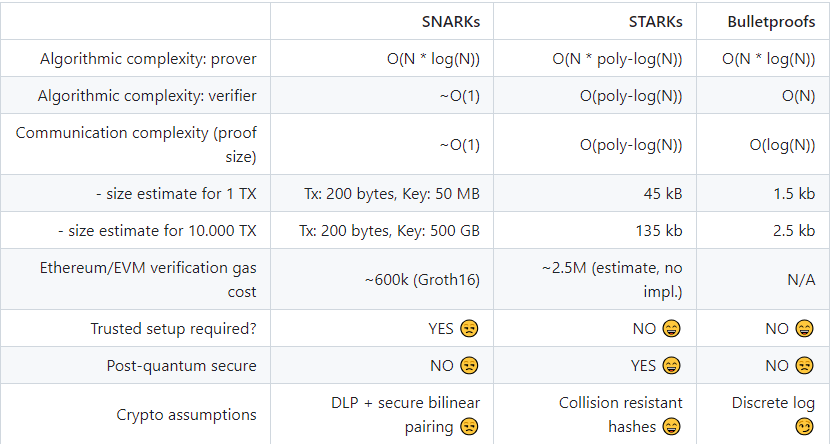 SNARKs STARKs Bulletproofs
Algorithmic complexity: prover O(N * log(N)) O(N * poly-log(N)) O(N * log(N))
Algorithmic complexity: verifier ~O(1) O(poly-log(N)) O(N)
Communication complexity (proof
size) ~O(1) O(poly-log(N)) O(log(N))
- size estimate for 1 TX Tx: 200 bytes, Key: 50 MB 45 kB 1.5 kb
- size estimate for 10.000 TX Tx: 200 bytes, Key: 500 GB 135 kb 2.5 kb
Ethereum/EVM verification gas
cost ~600k (Groth16) ~2.5M (estimate, no
impl.) N/A
Trusted setup required? YES 😒 NO 😄 NO 😄
Post-quantum secure NO 😒 YES 😄 NO 😒
Crypto assumptions DLP + secure bilinear
pairing 😒 Collision resistant
hashes 😄 Discrete log
😏